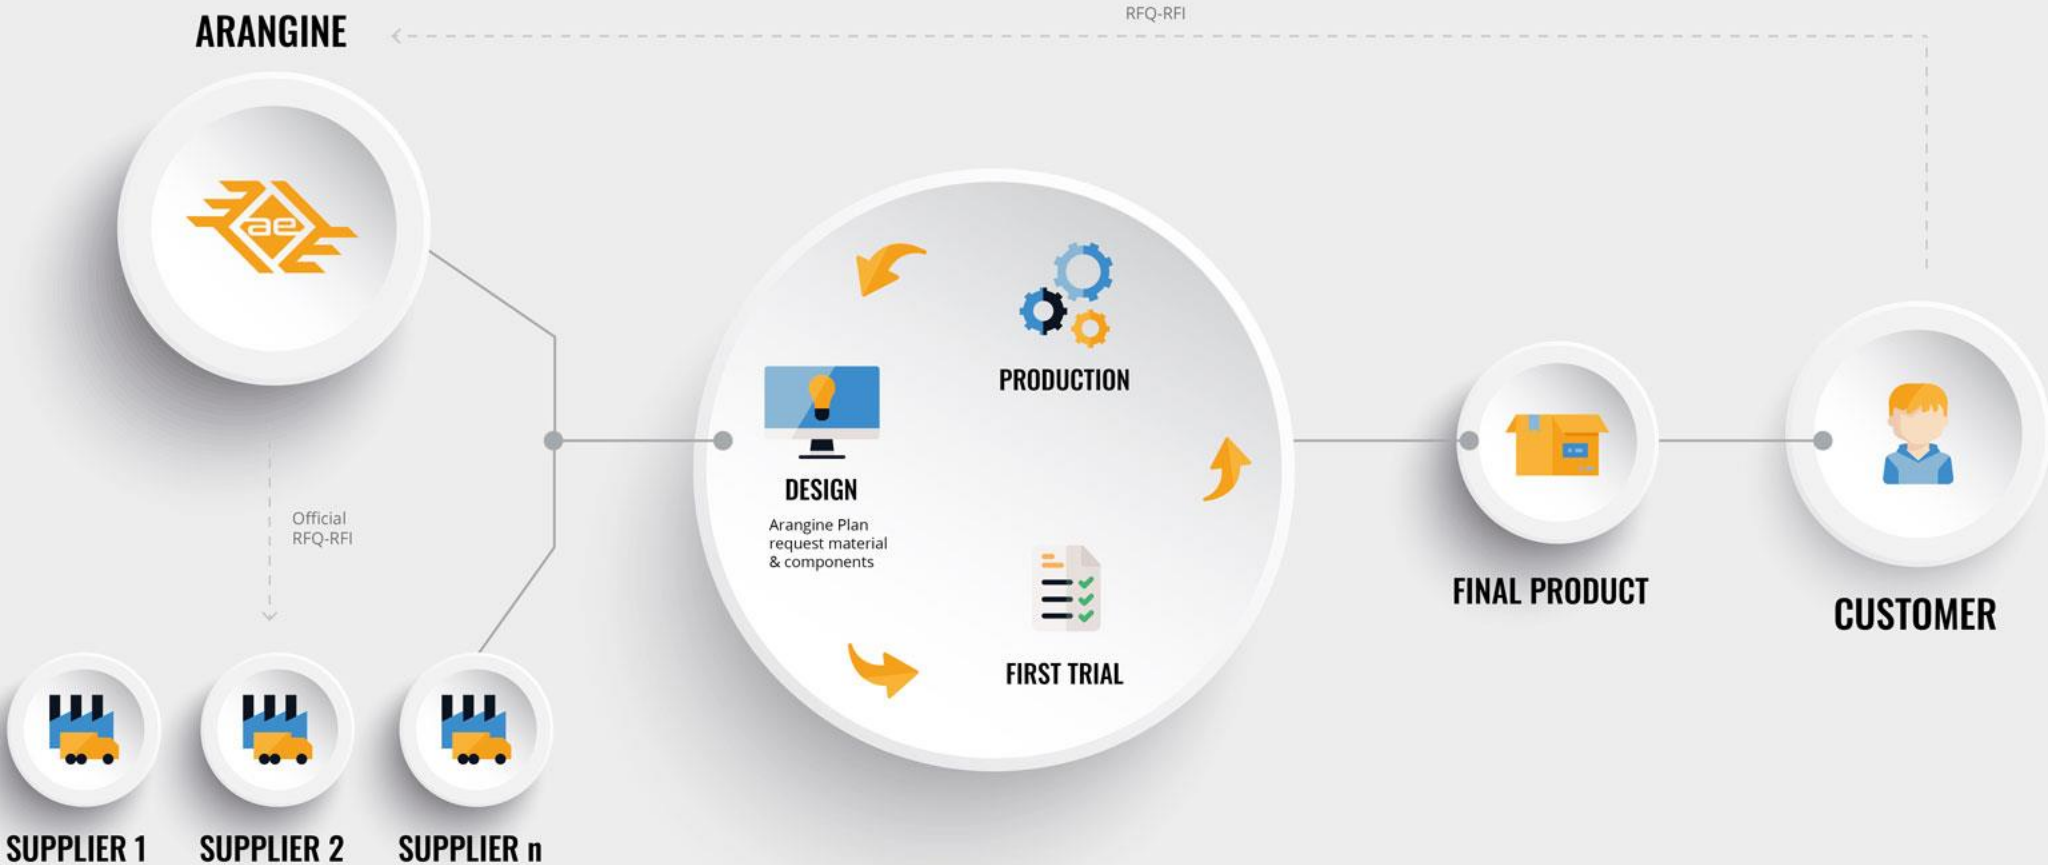 RFQ-RFI
ARANGINE
ae
PRODUCTION
DESIGN
Arangine Plan
request material
& components
Official
RFQ-RFI
FIRST TRIAL
FINAL PRODUCT
CUSTOMER
SUPPLIER 1
SUPPLIER 2
SUPPLIER n